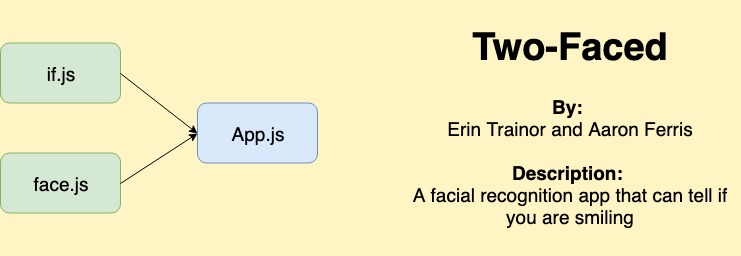 if.js
face.js
App.js
Two-Faced
By:
Erin Trainor and Aaron Ferris
Description:
A facial recognition app that can tell if
you are smiling